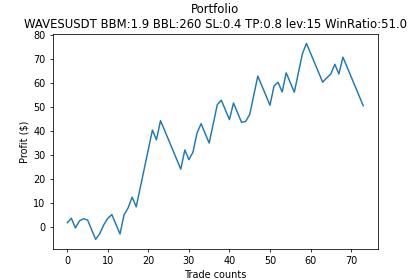 Portfolio
WAVESUSDT BBM:1.9 BBL:260 SL:0.4 TP:0.8 lev:15 WinRatio:51.0
80
70
60
50
40
30
20
10
0
Profit ($)
0 10 20 30 40 50 60 70
Trade counts